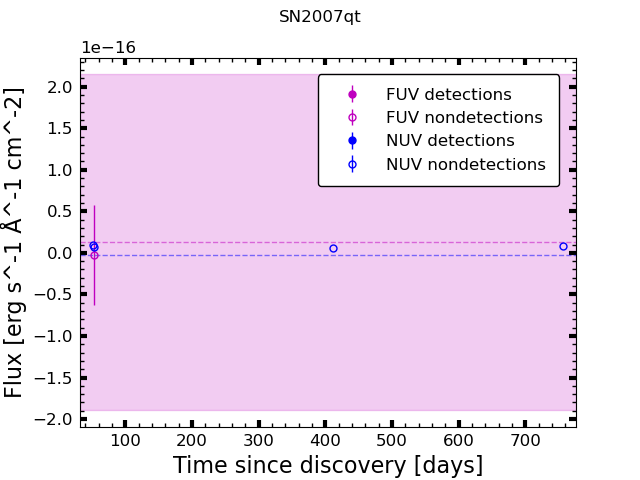 SN2007qt
1e−16
2.0
1.5
1.0
0.5
0.0
−0.5
−1.0
−1.5
−2.0
Flux [erg s^-1 Å^-1 cm^-2]
FUV detections
FUV nondetections
NUV detections
NUV nondetections
100 200 300 400 500 600 700
Time since discovery [days]